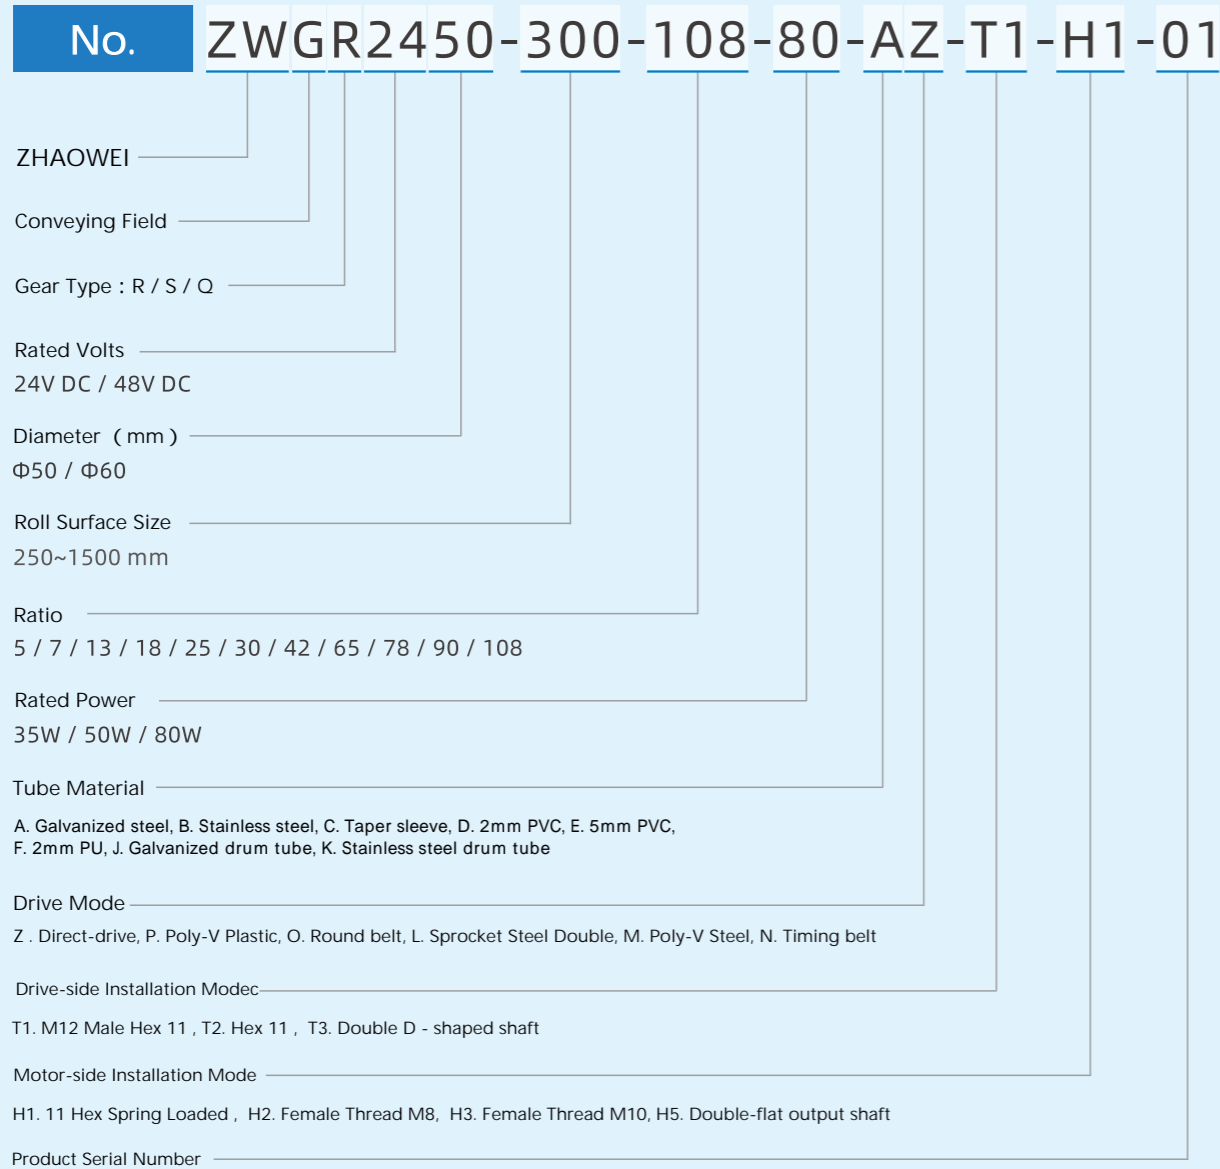 No. ZWGR2450-300-108-80-AZ-T1-H1-01
ZHAOWEI
Conveying Field
Gear Type : R / S / Q
Rated Volts
24V DC / 48V DC
Diameter （mm）
Φ50 / Φ60
Roll Surface Size
250~1500 mm
Ratio
5 / 7 / 13 / 18 / 25 / 30 / 42 / 65 / 78 / 90 / 108
Rated Power
35W / 50W / 80W
Tube Material
A. Galvanized steel, B. Stainless steel, C. Taper sleeve, D. 2mm PVC, E. 5mm PVC,
F. 2mm PU, J. Galvanized drum tube, K. Stainless steel drum tube
Drive Mode
Z . Direct-drive, P. Poly-V Plastic, O. Round belt, L. Sprocket Steel Double, M. Poly-V Steel, N. Timing belt
Drive-side Installation Modec
T1. M12 Male Hex 11 , T2. Hex 11 , T3. Double D - shaped shaft
Motor-side Installation Mode
H1. 11 Hex Spring Loaded , H2. Female Thread M8, H3. Female Thread M10, H5. Double-flat output shaft
Product Serial Number